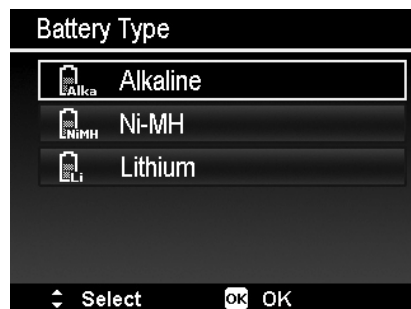 Battery Type
Alka Alkaline
NiMH Ni-MH
Li Lithium
Select OK OK